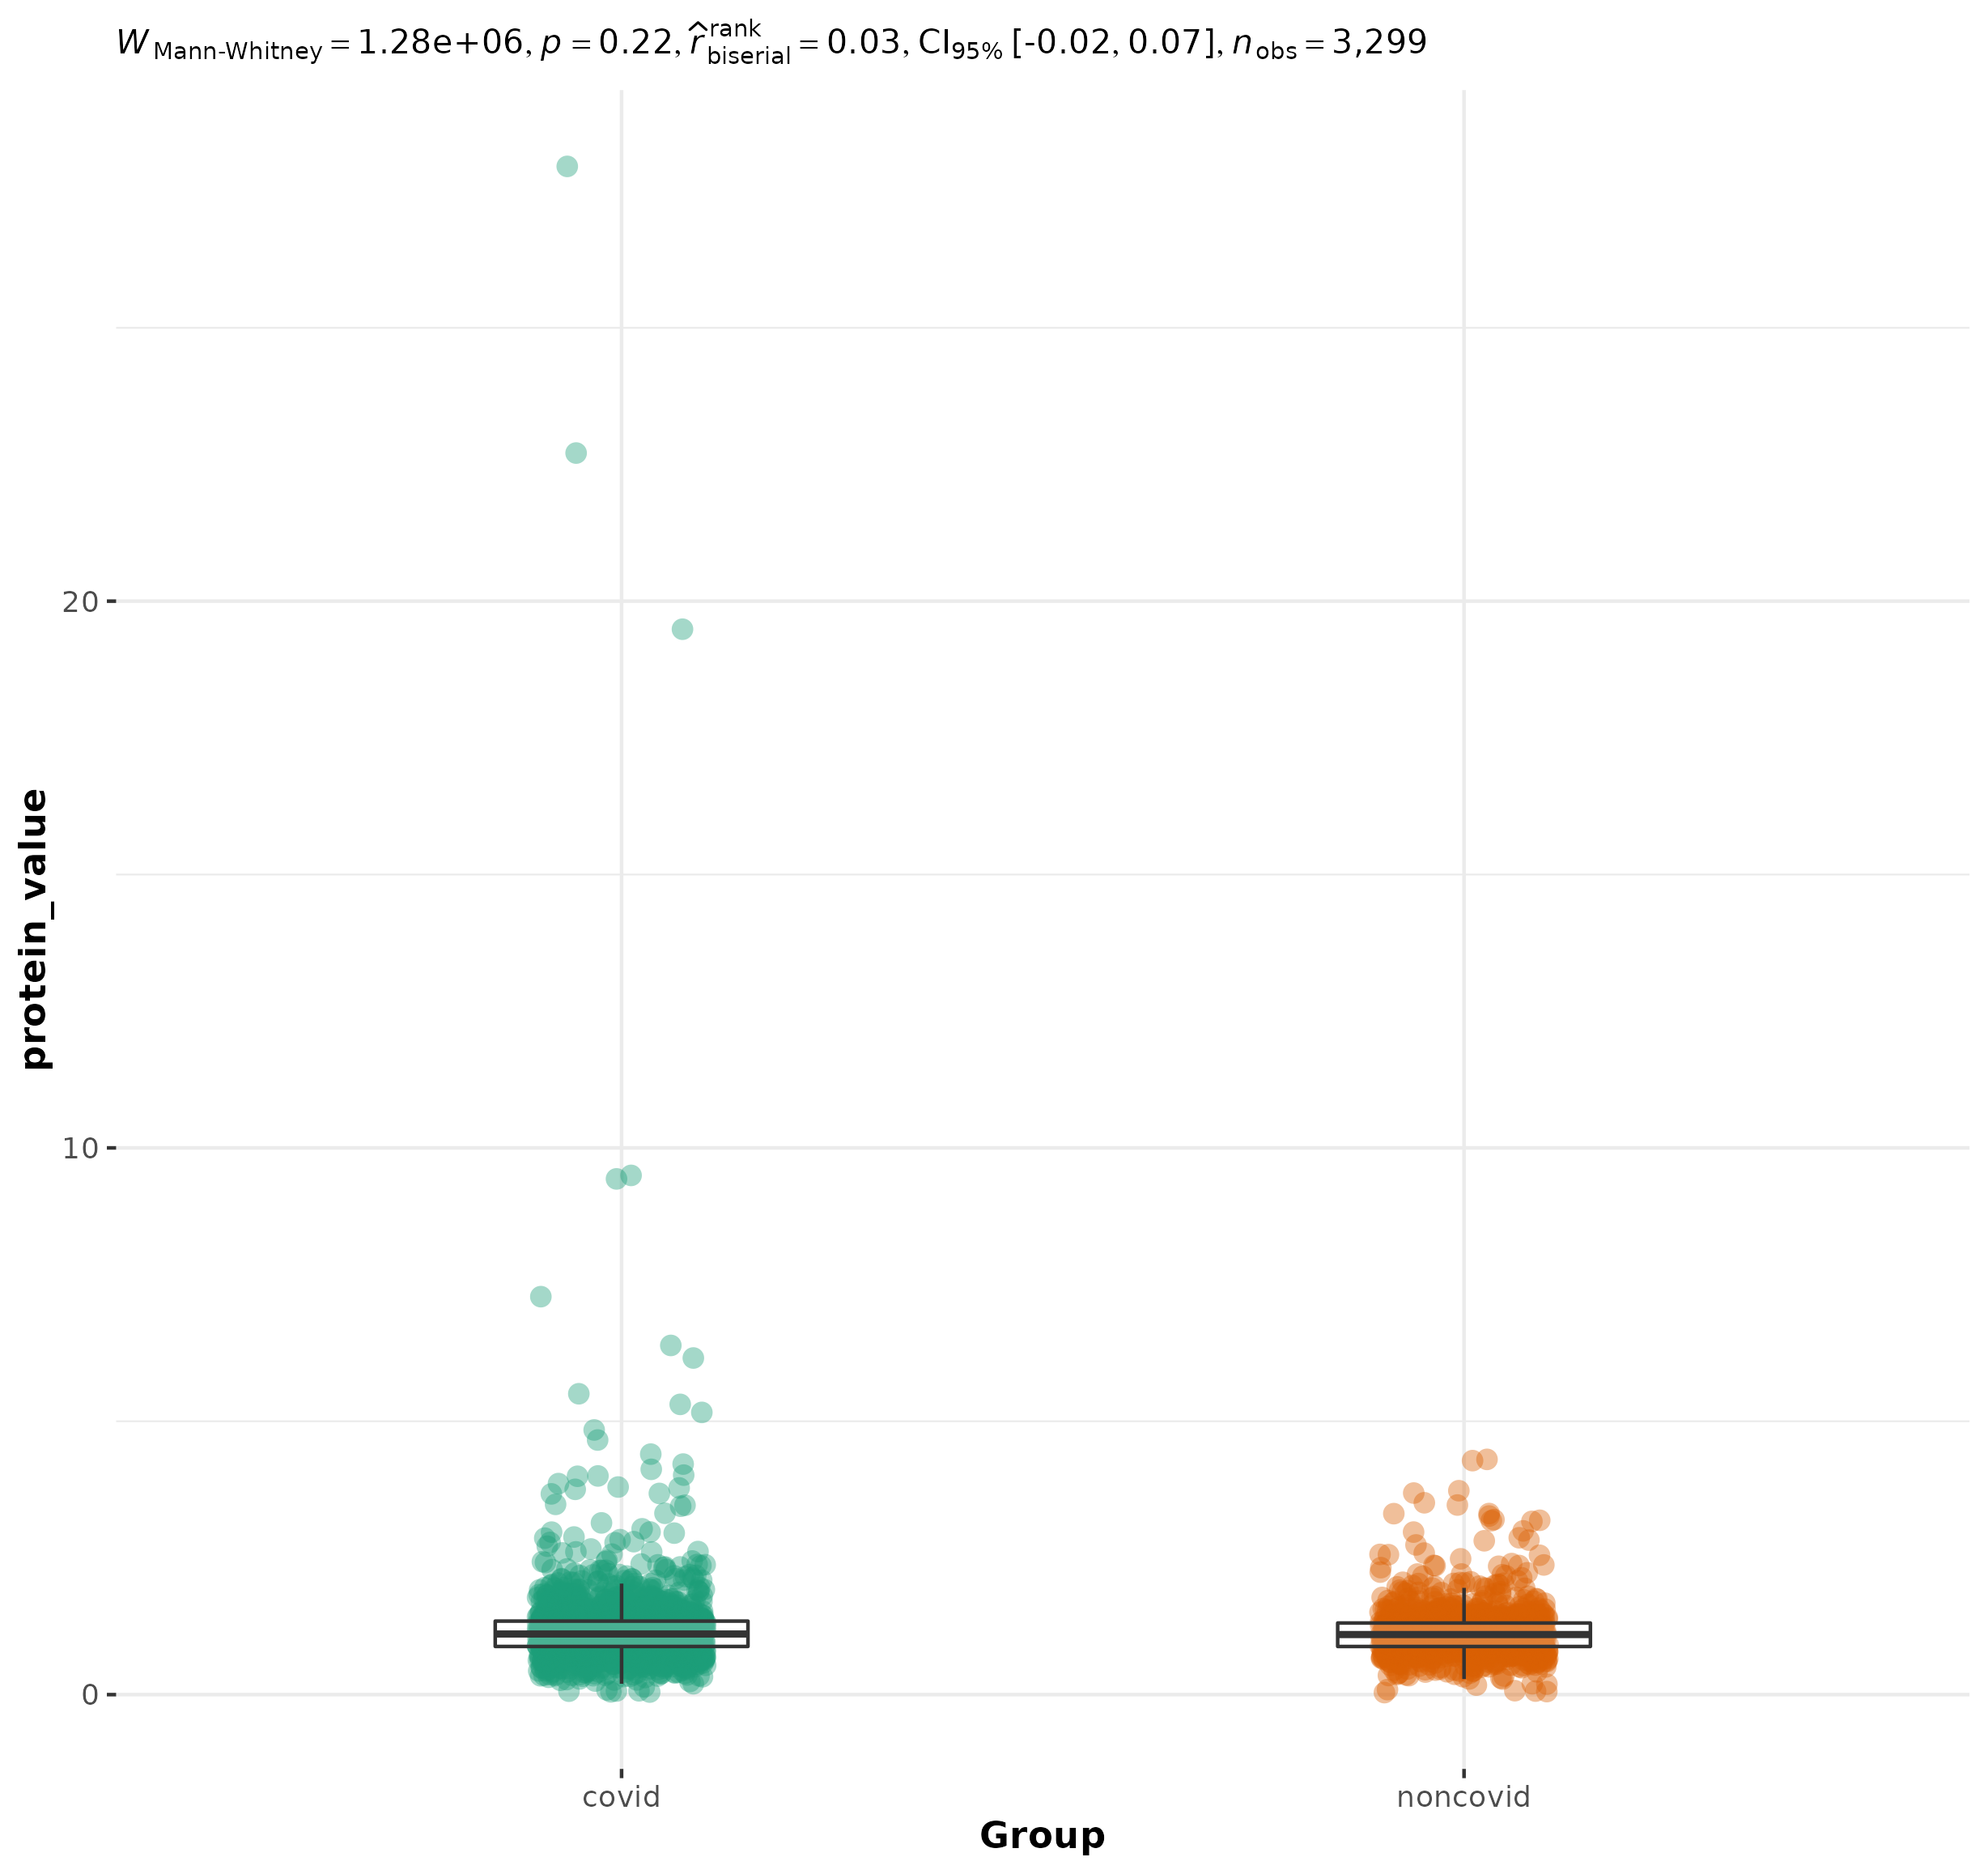 W Mann-Whitney = 1.28e+06, p = 0.22, r̂ rank biserial = 0.03, CI95% [-0.02, 0.07], n obs = 3,299
protein_value
20
10
0
covid noncovid
Group